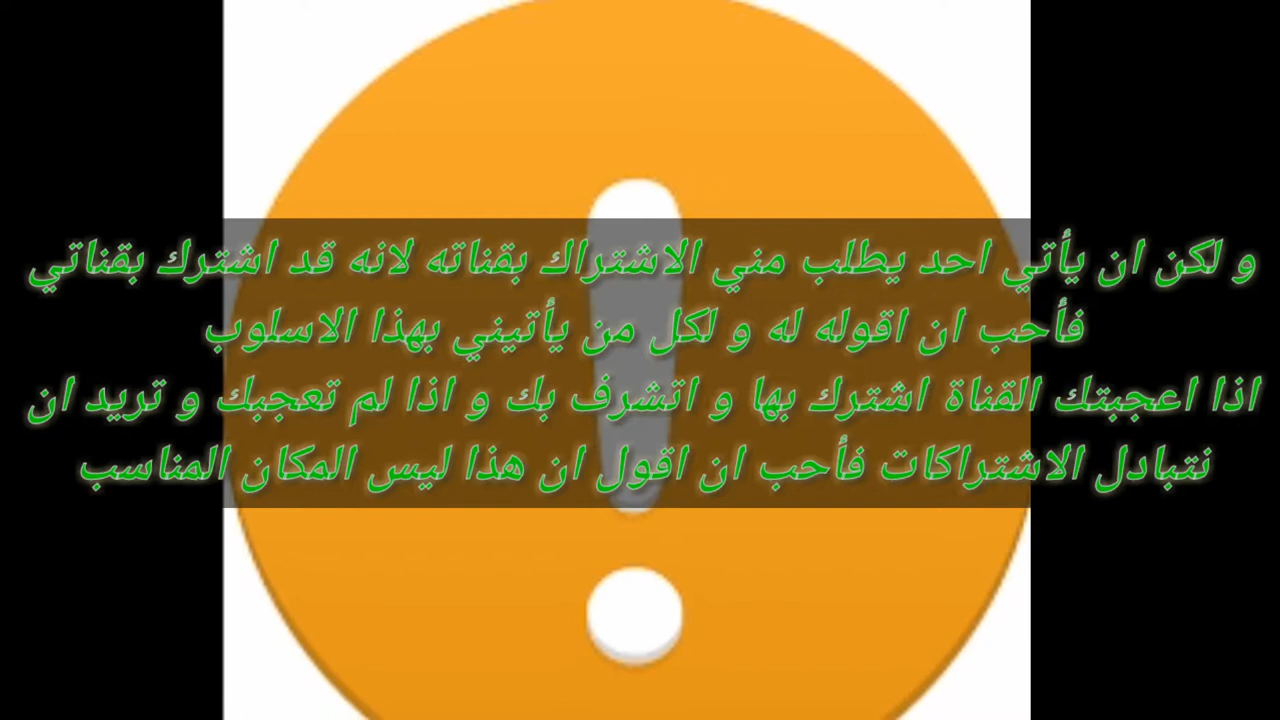 و لكن ان يأتي احد يطلب مني الاشتراك بقناته لانه قد اشترك بقناتي
فأحب ان اقوله له و لكل من يأتيني بهذا الاسلوب
اذا اعجبتك القناة اشترك بها و اتشرف بك و اذا لم تعجبك و تريد ان
نتبادل الاشتراكات فأحب ان اقول ان هذا ليس المكان المناسب